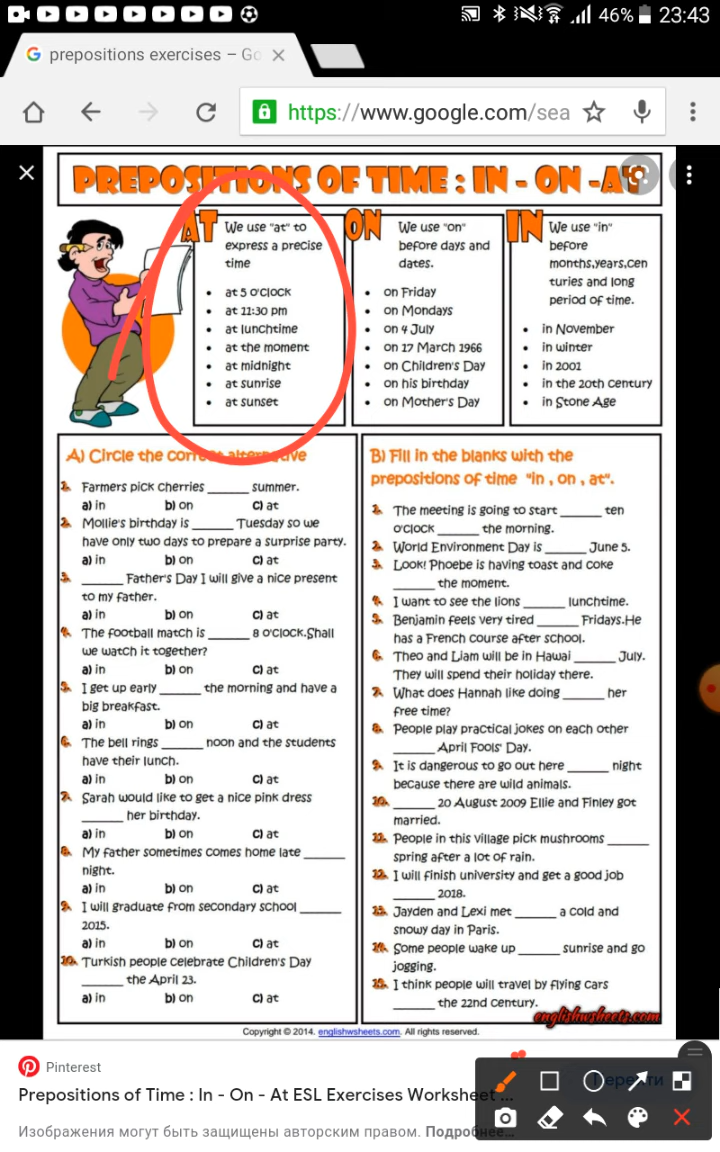 46% 23:43
G prepositions exercises – Go
https://www.google.com/sea
PREPOSITIONS OF TIME : IN - ON -AT
AT
We use "at" to
express a precise
time
• at 5 o'clock
• at 11:30 pm
• at lunchtime
• at the moment
• at midnight
• at sunrise
• at sunset
ON
We use "on"
before days and
dates.
• on Friday
• on Mondays
• on 4 July
• on 17 March 1966
• on Children's Day
• on his birthday
• on Mother's Day
IN
We use "in"
before
months,years,cen
turies and long
period of time.
• in November
• in winter
• in 2001
• in the 20th century
• in Stone Age
A) Circle the correct alternative
1. Farmers pick cherries ______ summer.
a) in b) on c) at
2. Mollie's birthday is ______ Tuesday so we
have only two days to prepare a surprise party.
a) in b) on c) at
3. ______ Father's Day I will give a nice present
to my father.
a) in b) on c) at
4. The football match is ______ 8 o'clock.Shall
we watch it together?
a) in b) on c) at
5. I get up early ______ the morning and have a
big breakfast.
a) in b) on c) at
6. The bell rings ______ noon and the students
have their lunch.
a) in b) on c) at
7. Sarah would like to get a nice pink dress
______ her birthday.
a) in b) on c) at
8. My father sometimes comes home late ______
night.
a) in b) on c) at
9. I will graduate from secondary school ______
2015.
a) in b) on c) at
10. Turkish people celebrate Children's Day
______ the April 23.
a) in b) on c) at
B) Fill in the blanks with the
prepositions of time "in , on , at".
1. The meeting is going to start ______ ten
o'clock ______ the morning.
2. World Environment Day is ______ June 5.
3. Look! Phoebe is having toast and coke
______ the moment.
4. I want to see the lions ______ lunchtime.
5. Benjamin feels very tired ______ Fridays.He
has a French course after school.
6. Theo and Liam will be in Hawai ______ July.
They will spend their holiday there.
7. What does Hannah like doing ______ her
free time?
8. People play practical jokes on each other
______ April Fools' Day.
9. It is dangerous to go out here ______ night
because there are wild animals.
10. ______ 20 August 2009 Ellie and Finley got
married.
11. People in this village pick mushrooms ______
spring after a lot of rain.
12. I will finish university and get a good job
______ 2018.
13. Jayden and Lexi met ______ a cold and
snowy day in Paris.
14. Some people wake up ______ sunrise and go
jogging.
15. I think people will travel by flying cars
______ the 22nd century.
englishwsheets.com
Copyright © 2014. englishwsheets.com. All rights reserved.
Pinterest
Prepositions of Time : In - On - At ESL Exercises Worksheet ...
Перейти
Изображения могут быть защищены авторским правом. Подробнее...